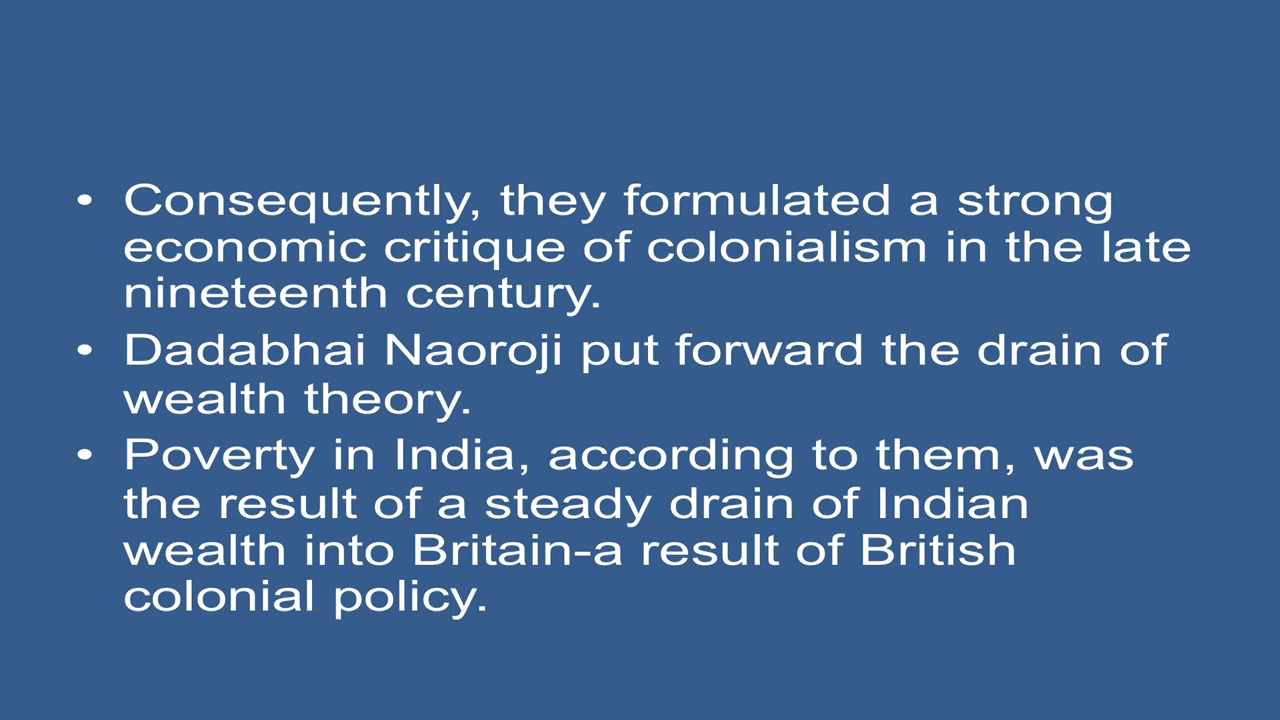 • Consequently, they formulated a strong
economic critique of colonialism in the late
nineteenth century.
• Dadabhai Naoroji put forward the drain of
wealth theory.
• Poverty in India, according to them, was
the result of a steady drain of Indian
wealth into Britain-a result of British
colonial policy.